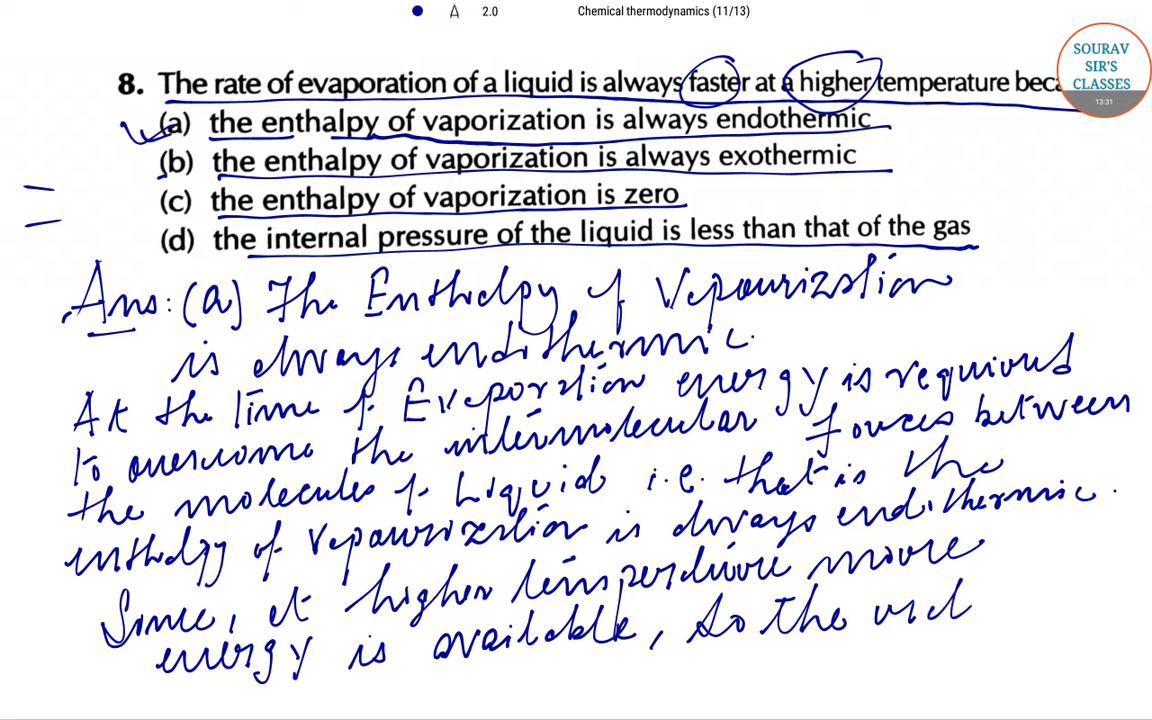 2.0 Chemical thermodynamics (11/13)
SOURAV
SIR'S
CLASSES
13:31
8. The rate of evaporation of a liquid is always faster at a higher temperature beca
(a) the enthalpy of vaporization is always endothermic
(b) the enthalpy of vaporization is always exothermic
(c) the enthalpy of vaporization is zero
(d) the internal pressure of the liquid is less than that of the gas
Ans: (a) The Enthalpy of Vapourization
is always endothermic.
At the time of Evaporation energy is required
to overcome the intermolecular forces between
the molecules of Liquid i.e. that is the
enthalpy of vapourization is always endothermic.
Since, at higher temperature more
energy is available, so the